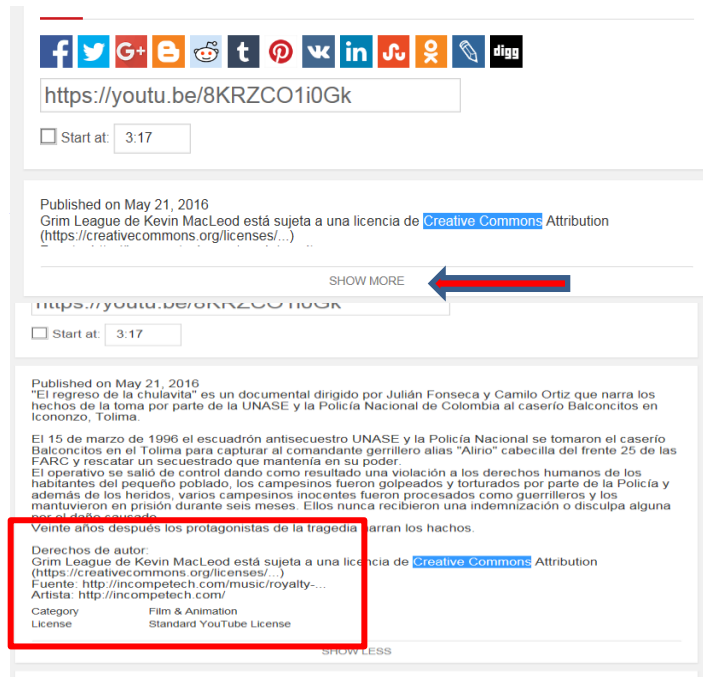 digg
https://youtu.be/8KRZCO1i0Gk
Start at: 3:17
Published on May 21, 2016
Grim League de Kevin MacLeod está sujeta a una licencia de Creative Commons Attribution
(https://creativecommons.org/licenses/...)
SHOW MORE
https://youtu.be/8KRZCO1i0Gk
Start at: 3:17
Published on May 21, 2016
"El regreso de la chulavita" es un documental dirigido por Julián Fonseca y Camilo Ortiz que narra los
hechos de la toma por parte de la UNASE y la Policía Nacional de Colombia al caserío Balconcitos en
Icononzo, Tolima.
El 15 de marzo de 1996 el escuadrón antisecuestro UNASE y la Policía Nacional se tomaron el caserío
Balconcitos en el Tolima para capturar al comandante gerrillero alias "Alirio" cabecilla del frente 25 de las
FARC y rescatar un secuestrado que mantenía en su poder.
El operativo se salió de control dando como resultado una violación a los derechos humanos de los
habitantes del pequeño poblado, los campesinos fueron golpeados y torturados por parte de la Policía y
además de los heridos, varios campesinos inocentes fueron procesados como guerrilleros y los
mantuvieron en prisión durante seis meses. Ellos nunca recibieron una indemnización o disculpa alguna
por el daño causado.
Veinte años después los protagonistas de la tragedia narran los hachos.
Derechos de autor:
Grim League de Kevin MacLeod está sujeta a una licencia de Creative Commons Attribution
(https://creativecommons.org/licenses/...)
Fuente: http://incompetech.com/music/royalty-...
Artista: http://incompetech.com/
Category Film & Animation
License Standard YouTube License
SHOW LESS